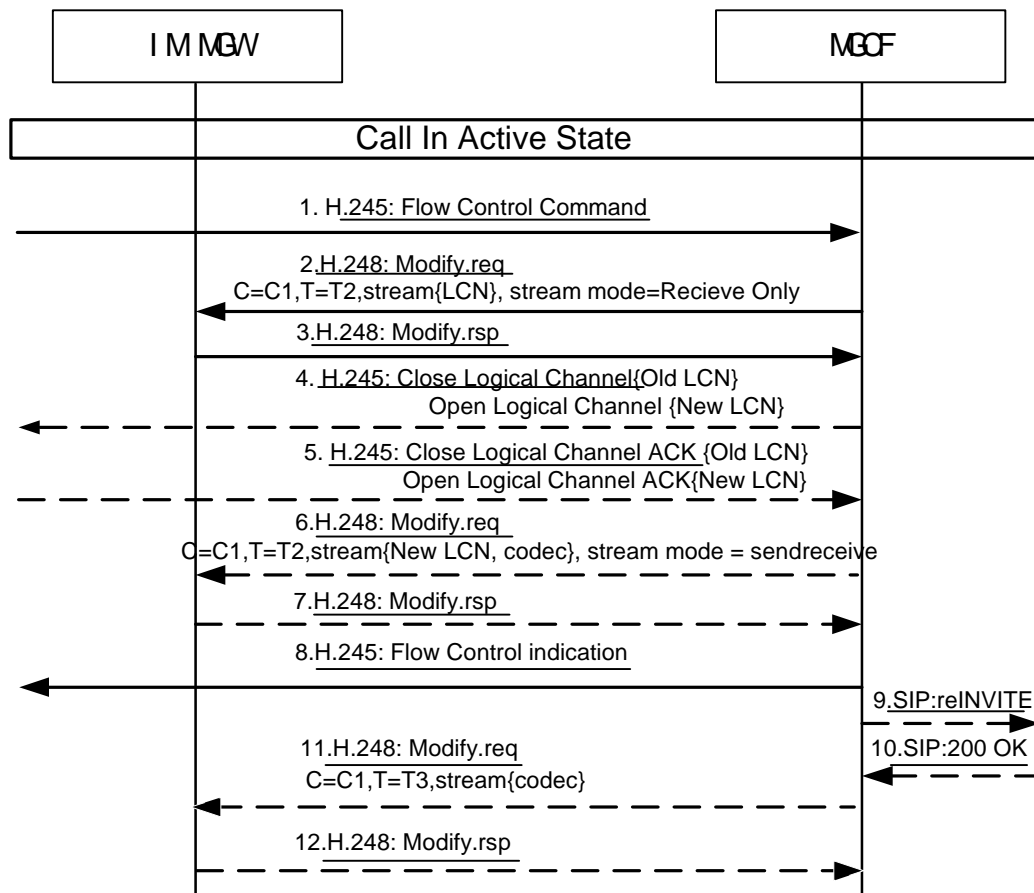 IM MGW
MGCF
Call In Active State
1. H.245: Flow Control Command
2.H.248: Modify.req
C=C1,T=T2,stream{LCN}, stream mode=Recieve Only
3.H.248: Modify.rsp
4. H.245: Close Logical Channel{Old LCN}
Open Logical Channel {New LCN}
5. H.245: Close Logical Channel ACK {Old LCN}
Open Logical Channel ACK{New LCN}
6.H.248: Modify.req
C=C1,T=T2,stream{New LCN, codec}, stream mode = sendreceive
7.H.248: Modify.rsp
8.H.245: Flow Control indication
9.SIP:reINVITE
10.SIP:200 OK
11.H.248: Modify.req
C=C1,T=T3,stream{codec}
12.H.248: Modify.rsp